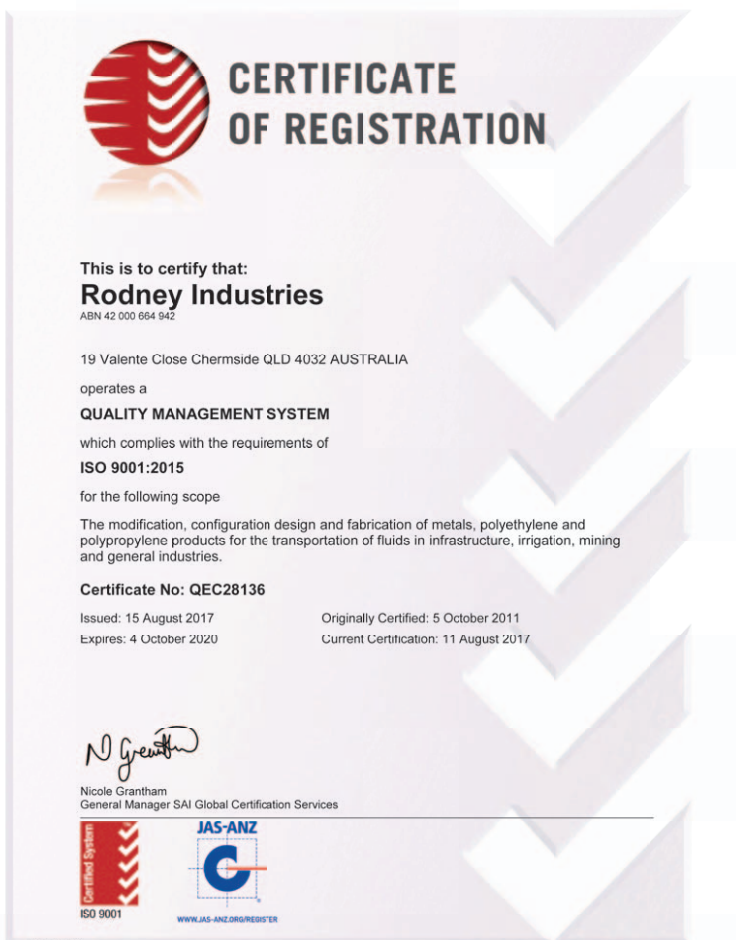 CERTIFICATE
OF REGISTRATION
This is to certify that:
Rodney Industries
ABN 42 000 664 942
19 Valente Close Chermside QLD 4032 AUSTRALIA
operates a
QUALITY MANAGEMENT SYSTEM
which complies with the requirements of
ISO 9001:2015
for the following scope
The modification, configuration design and fabrication of metals, polyethylene and
polypropylene products for the transportation of fluids in infrastructure, irrigation, mining
and general industries.
Certificate No: QEC28136
Issued: 15 August 2017 Originally Certified: 5 October 2011
Expires: 4 October 2020 Current Certification: 11 August 2017
N Grantham
Nicole Grantham
General Manager SAI Global Certification Services
Certified System
ISO 9001
JAS-ANZ
WWW.JAS-ANZ.ORG/REGISTER